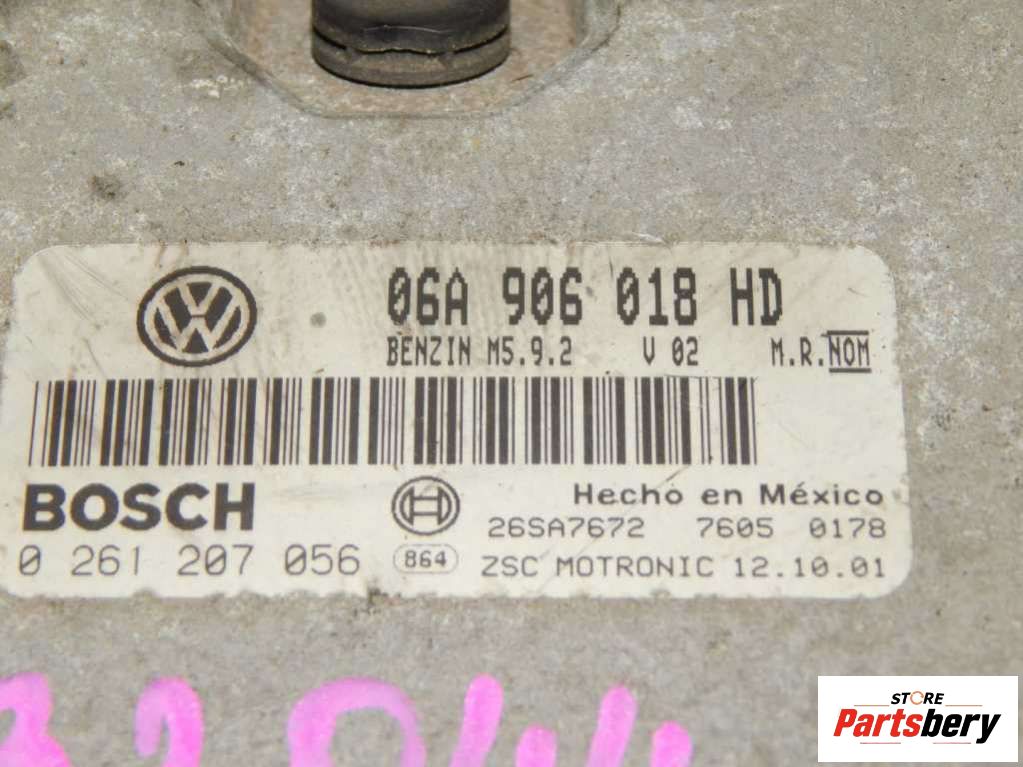 06A 906 018 HD
BENZIN M5.9.2 V 02 M.R.NOM
BOSCH
Hecho en México
26SA7672 7605 0178
0 261 207 056 864 ZSC MOTRONIC 12.10.01
STORE
Partsbery